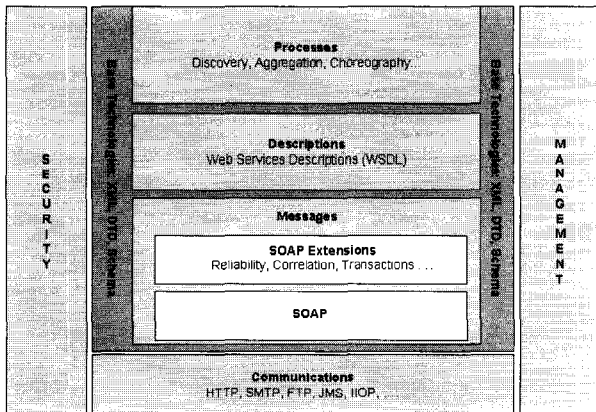 Processes
Discovery, Aggregation, Choreography...
Descriptions
Web Services Descriptions (WSDL)
Messages
SOAP Extensions
Reliability, Correlation, Transactions . . .
SOAP
Communications
HTTP, SMTP, FTP, JMS, IIOP, ...
SECURITY
Base Technologies: XML, DTD, Schema
Base Technologies: XML, DTD, Schema
MANAGEMENT